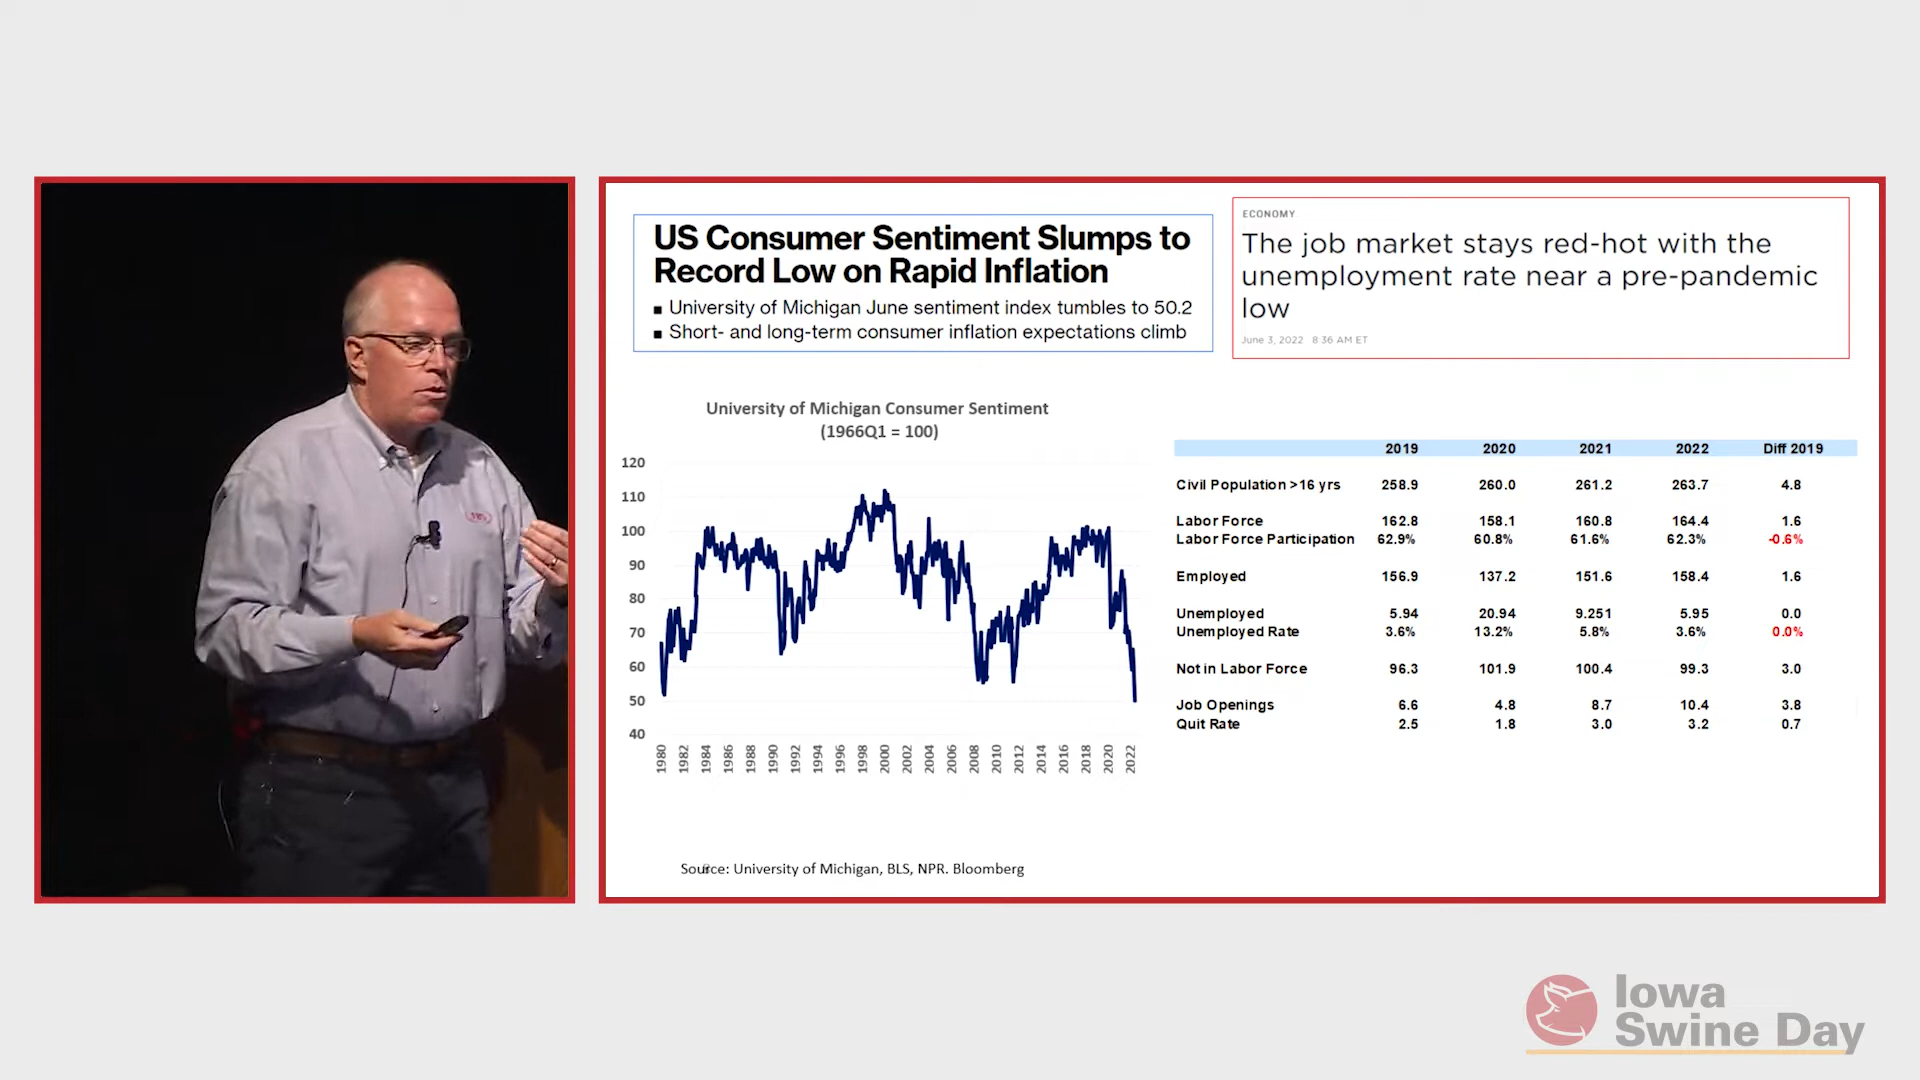 US Consumer Sentiment Slumps to
Record Low on Rapid Inflation
■ University of Michigan June sentiment index tumbles to 50.2
■ Short- and long-term consumer inflation expectations climb
ECONOMY
The job market stays red-hot with the
unemployment rate near a pre-pandemic
low
June 3, 2022 8 36 AM ET
University of Michigan Consumer Sentiment
(1966Q1 = 100)
120
110
100
90
80
70
60
50
40
1980 1982 1984 1986 1988 1990 1992 1994 1996 1998 2000 2002 2004 2006 2008 2010 2012 2014 2016 2018 2020 2022
2019 2020 2021 2022 Diff 2019
Civil Population >16 yrs 258.9 260.0 261.2 263.7 4.8
Labor Force 162.8 158.1 160.8 164.4 1.6
Labor Force Participation 62.9% 60.8% 61.6% 62.3% -0.6%
Employed 156.9 137.2 151.6 158.4 1.6
Unemployed 5.94 20.94 9.251 5.95 0.0
Unemployed Rate 3.6% 13.2% 5.8% 3.6% 0.0%
Not in Labor Force 96.3 101.9 100.4 99.3 3.0
Job Openings 6.6 4.8 8.7 10.4 3.8
Quit Rate 2.5 1.8 3.0 3.2 0.7
Source: University of Michigan, BLS, NPR. Bloomberg
Iowa
Swine Day